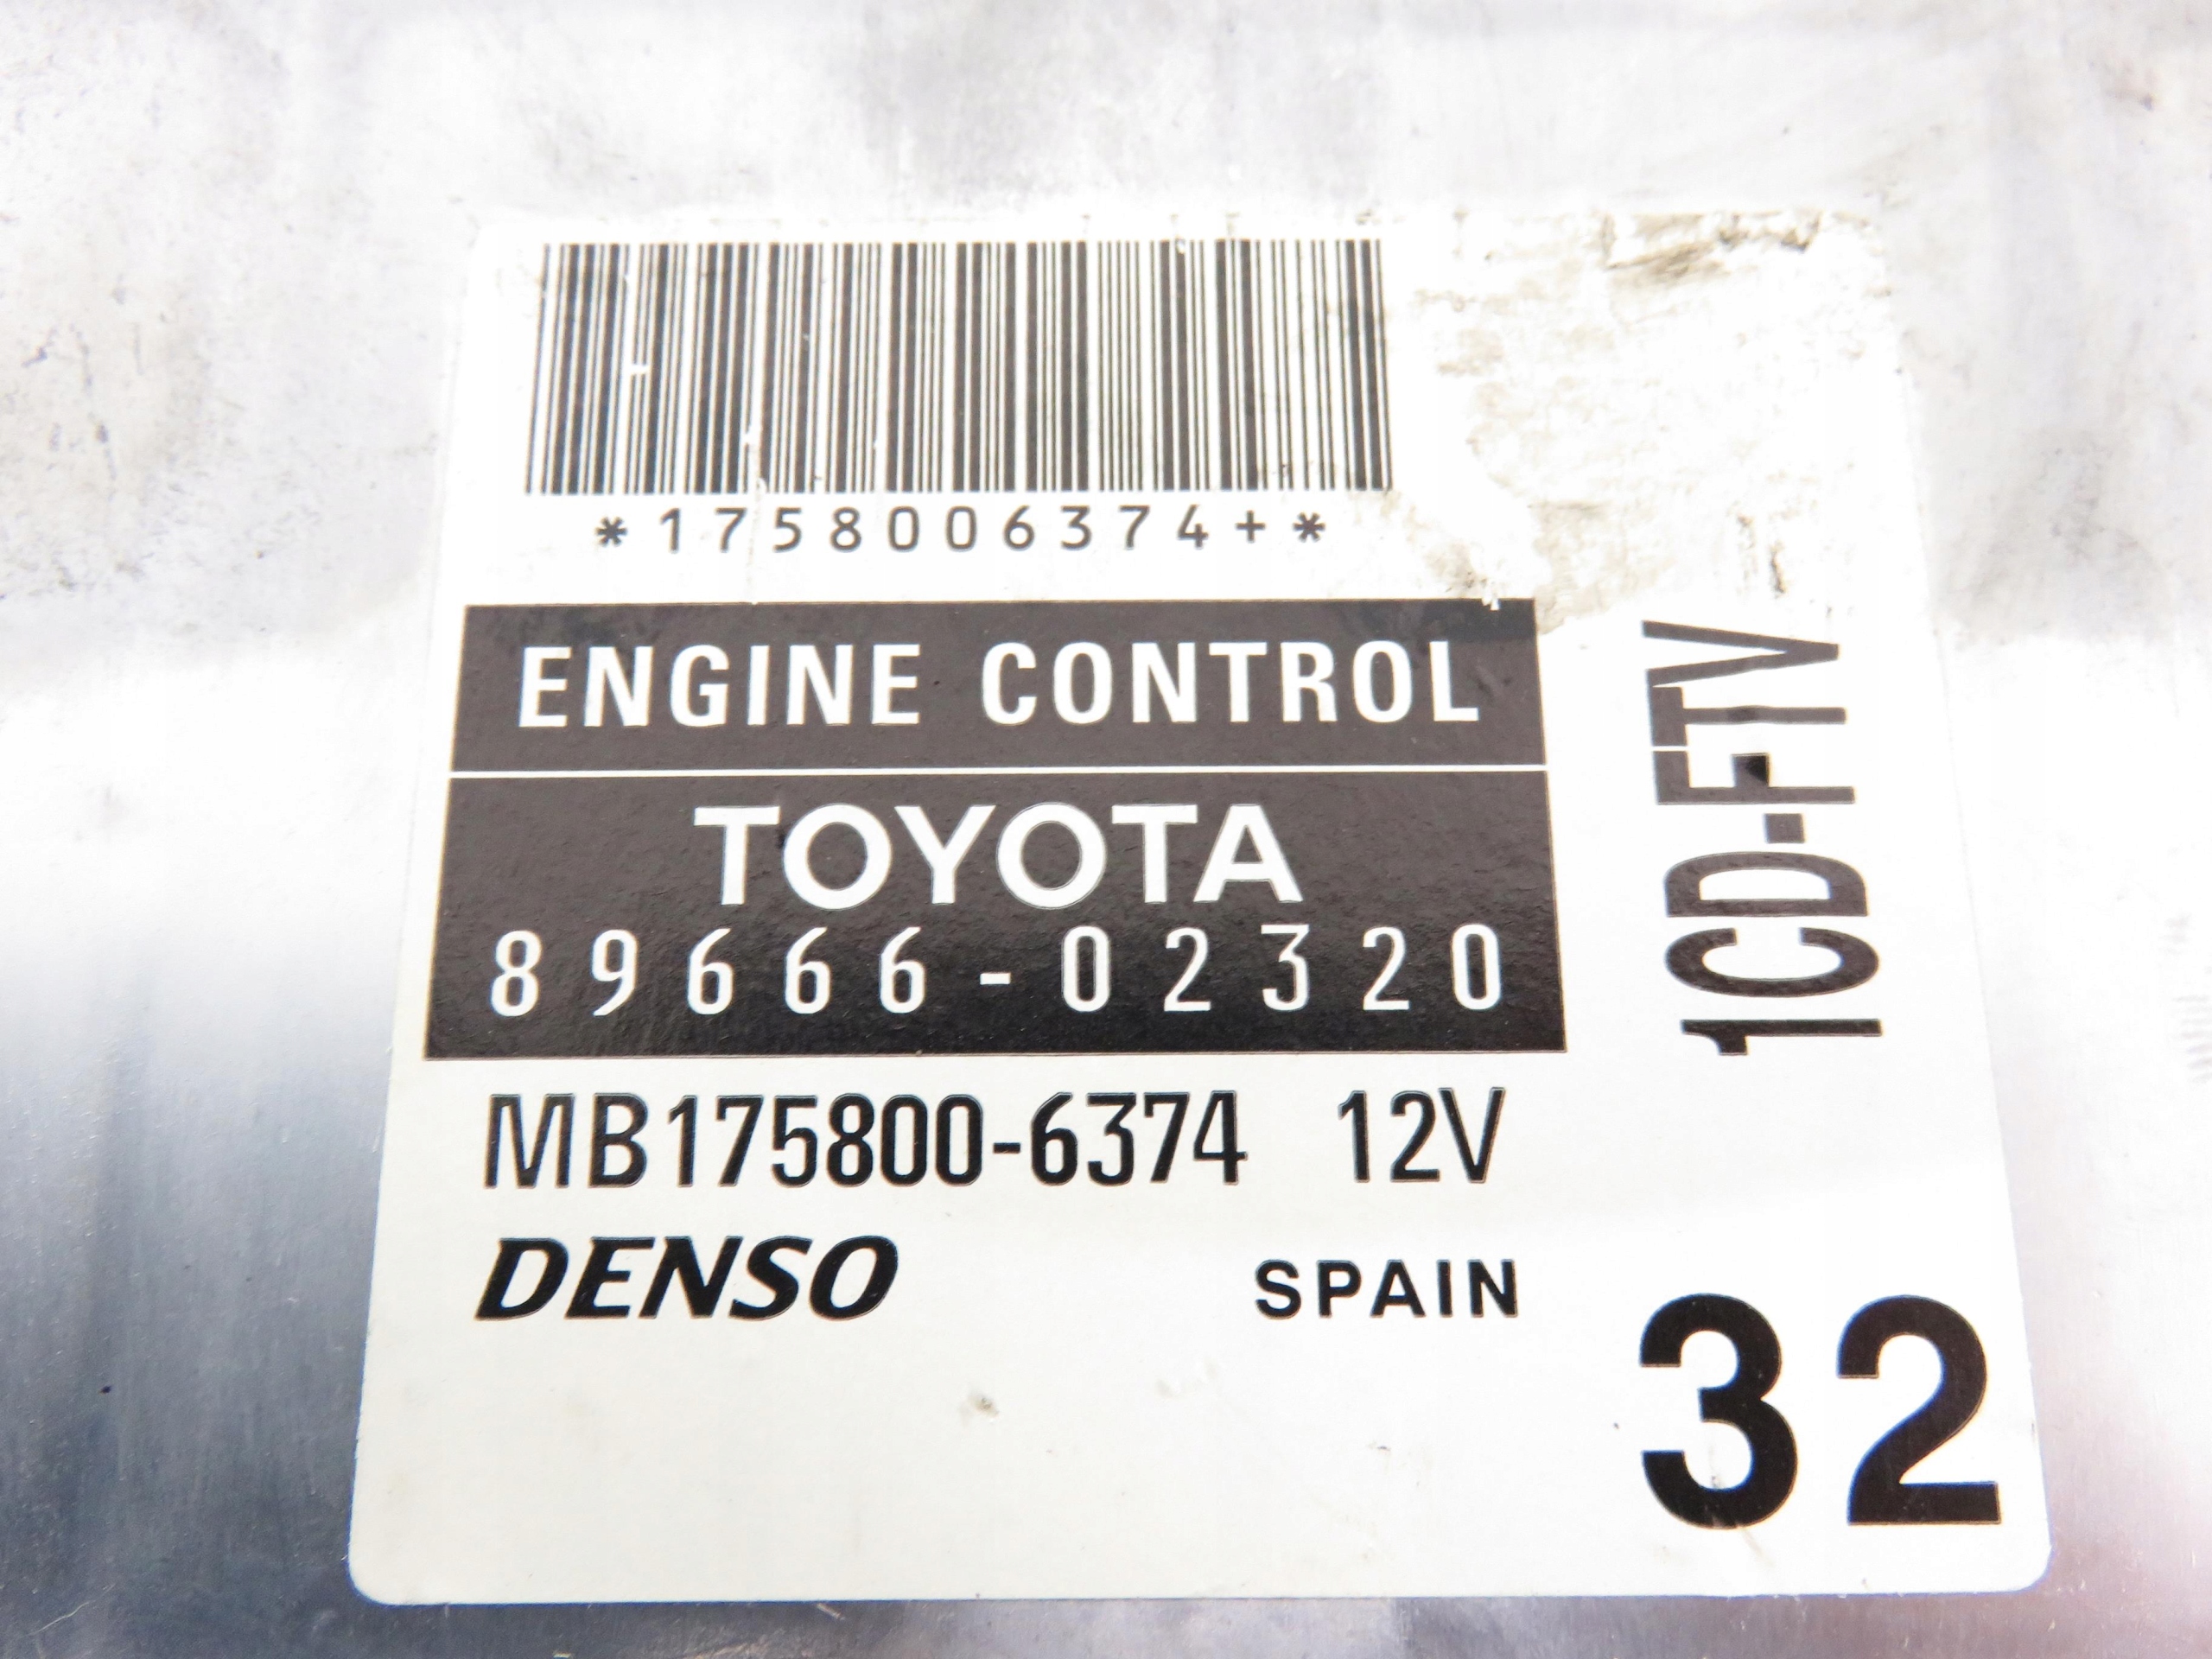 *1758006374+*
ENGINE CONTROL
TOYOTA
89666-02320
MB175800-6374 12V
DENSO SPAIN
1CD-FTV
32